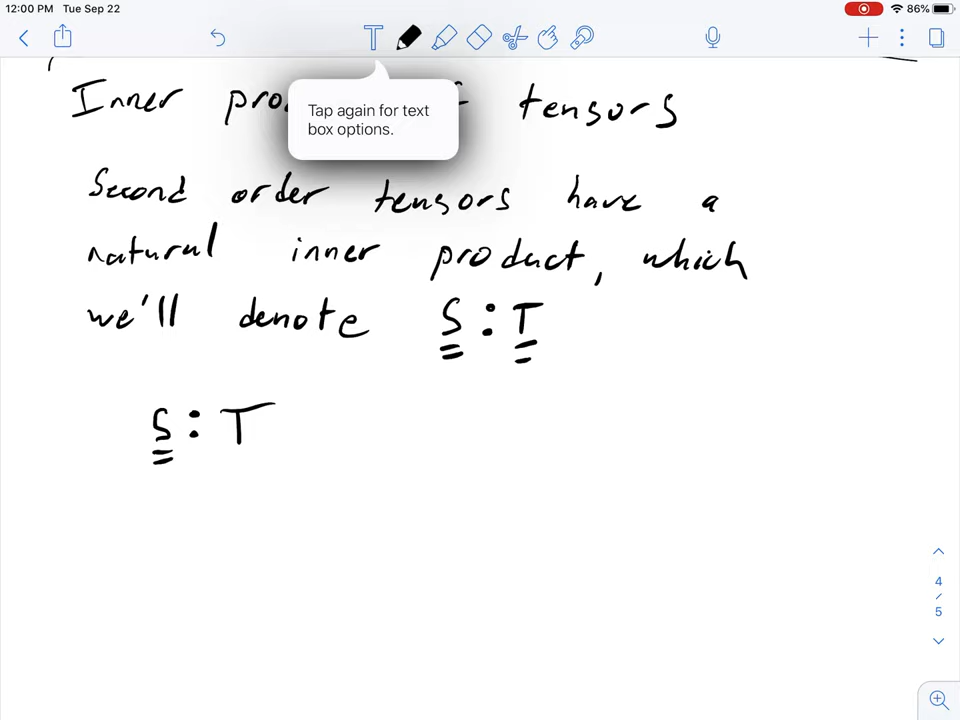 12:00 PM Tue Sep 22
86%
Inner tensors
Tap again for text
box options.
Second order tensors have a
natural inner product, which
we'll denote S : T
S : T
4
/
5